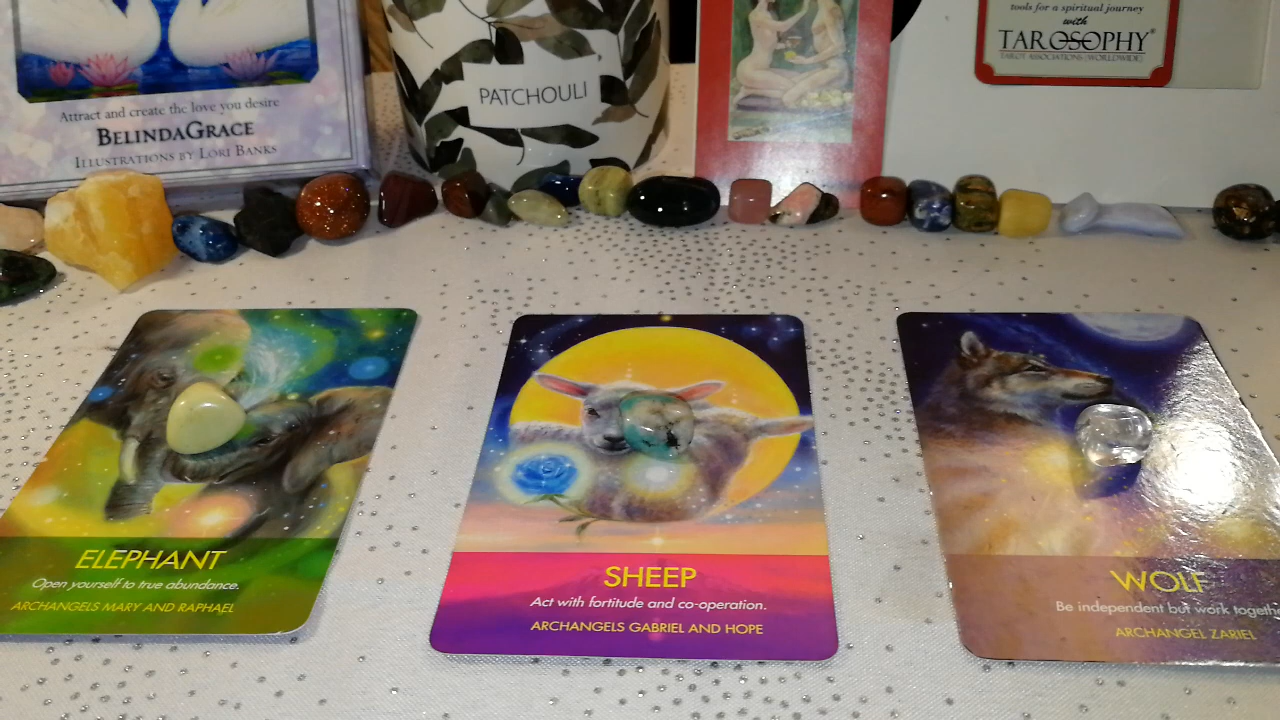 Attract and create the love you desire
BELINDAGRACE
ILLUSTRATIONS BY LORI BANKS
PATCHOULI
tools for a spiritual journey
with
TAROSOPHY®
TAROT ASSOCIATIONS (WORLDWIDE)
ELEPHANT
Open yourself to true abundance.
ARCHANGELS MARY AND RAPHAEL
SHEEP
Act with fortitude and co-operation.
ARCHANGELS GABRIEL AND HOPE
WOLF
Be independent but work togethe
ARCHANGEL ZARIEL